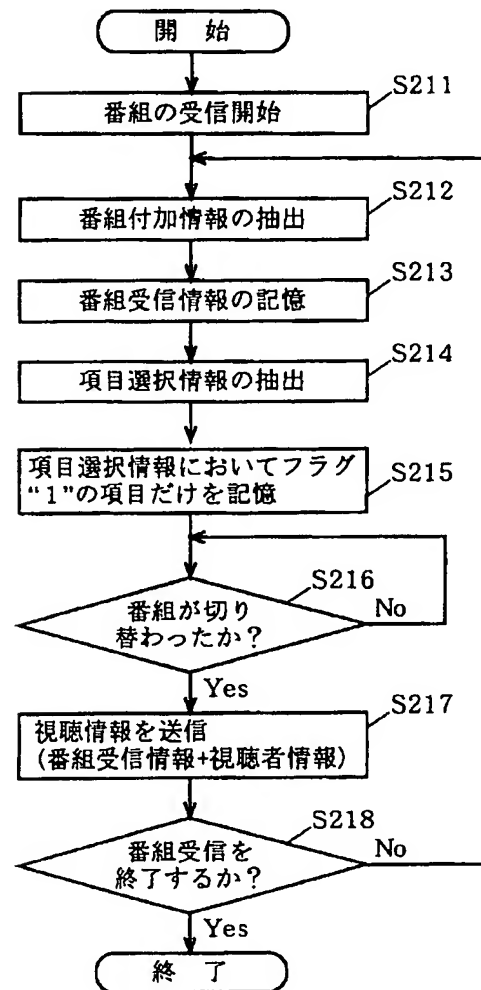 開 始
S211
番組の受信開始
S212
番組付加情報の抽出
S213
番組受信情報の記憶
S214
項目選択情報の抽出
S215
項目選択情報においてフラグ
“1”の項目だけを記憶
S216
番組が切り
替わったか?
No
Yes
S217
視聴情報を送信
(番組受信情報+視聴者情報)
S218
番組受信を
終了するか?
No
Yes
終 了